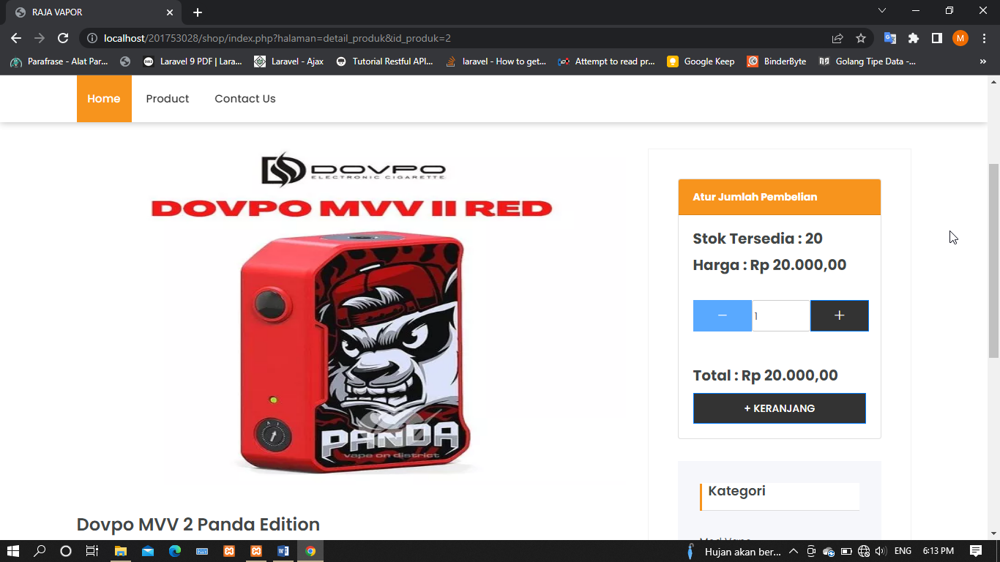 RAJA VAPOR
localhost/201753028/shop/index.php?halaman=detail_produk&id_produk=2
M
Parafrase - Alat Par...
Laravel 9 PDF | Lara...
Laravel - Ajax
Tutorial Restful API...
laravel - How to get...
Attempt to read pr...
Google Keep
BinderByte
Golang Tipe Data -...
»
Home
Product
Contact Us
DOVPO
ELECTRONIC CIGARETTE
DOVPO MVV II RED
PANDA
vape on district
Dovpo MVV 2 Panda Edition
Atur Jumlah Pembelian
Stok Tersedia : 20
Harga : Rp 20.000,00
− 1 +
Total : Rp 20.000,00
+ KERANJANG
Kategori
Mod Vape
Hujan akan ber...
ENG
6:13 PM